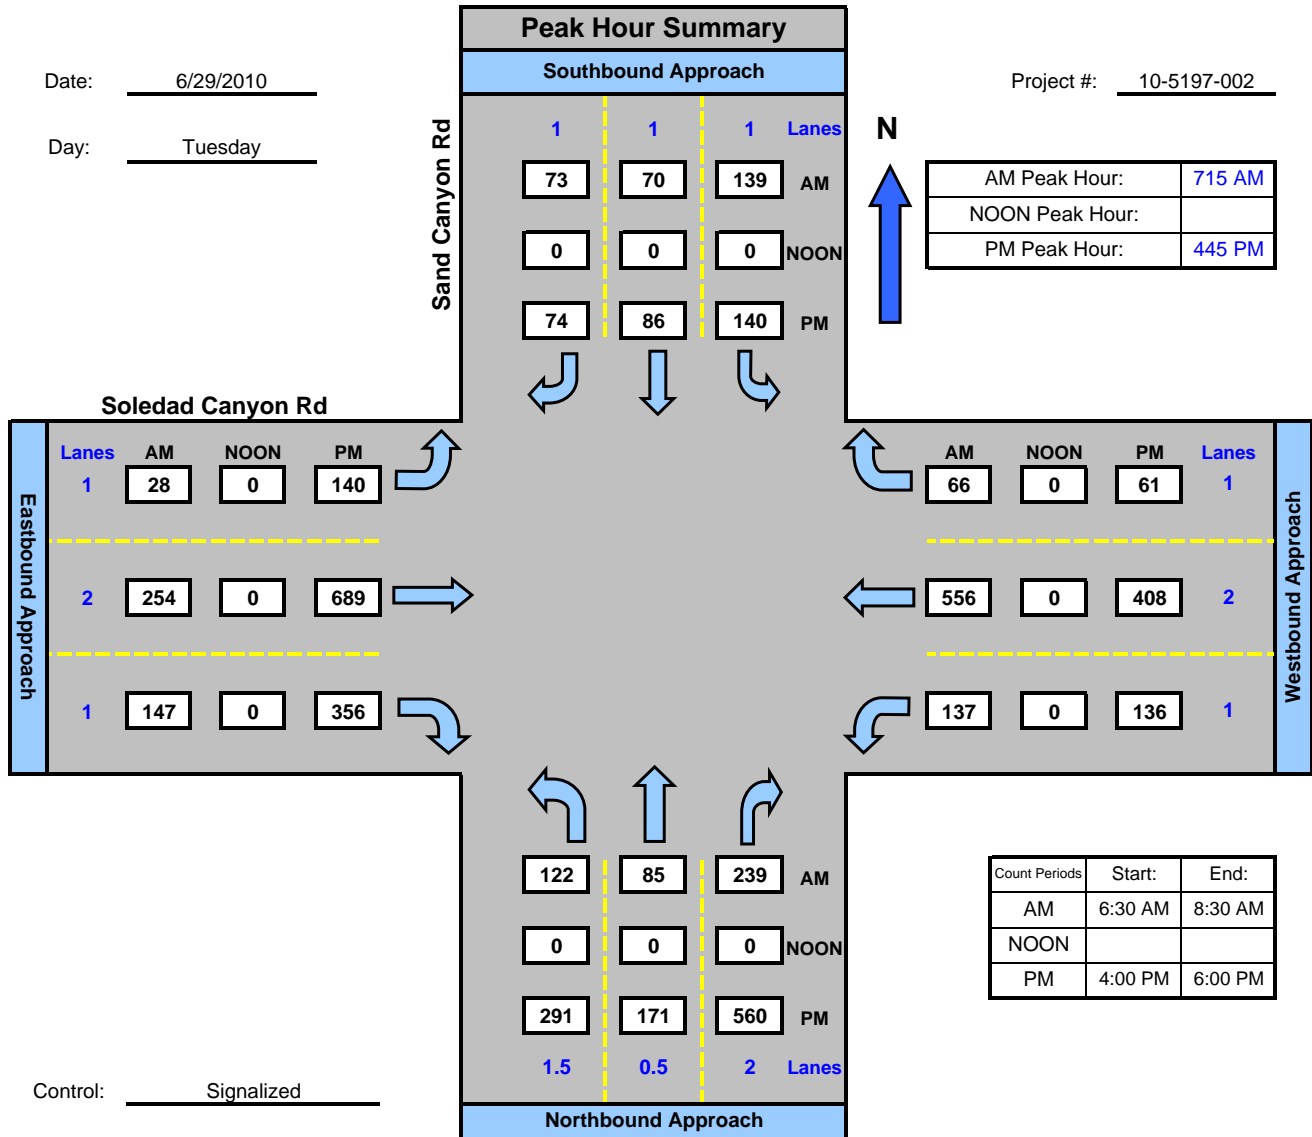 Peak Hour Summary
Southbound Approach
Date: 6/29/2010
Project #: 10-5197-002
Day: Tuesday
Sand Canyon Rd
1 1 1 Lanes
N
73 70 139 AM
0 0 0 NOON
74 86 140 PM
AM Peak Hour: 715 AM
NOON Peak Hour:
PM Peak Hour: 445 PM
Soledad Canyon Rd
Eastbound Approach
Lanes AM NOON PM
1 28 0 140
2 254 0 689
1 147 0 356
AM NOON PM Lanes
66 0 61 1
556 0 408 2
137 0 136 1
Westbound Approach
122 85 239 AM
0 0 0 NOON
291 171 560 PM
1.5 0.5 2 Lanes
Northbound Approach
Count Periods Start: End:
AM 6:30 AM 8:30 AM
NOON
PM 4:00 PM 6:00 PM
Control: Signalized